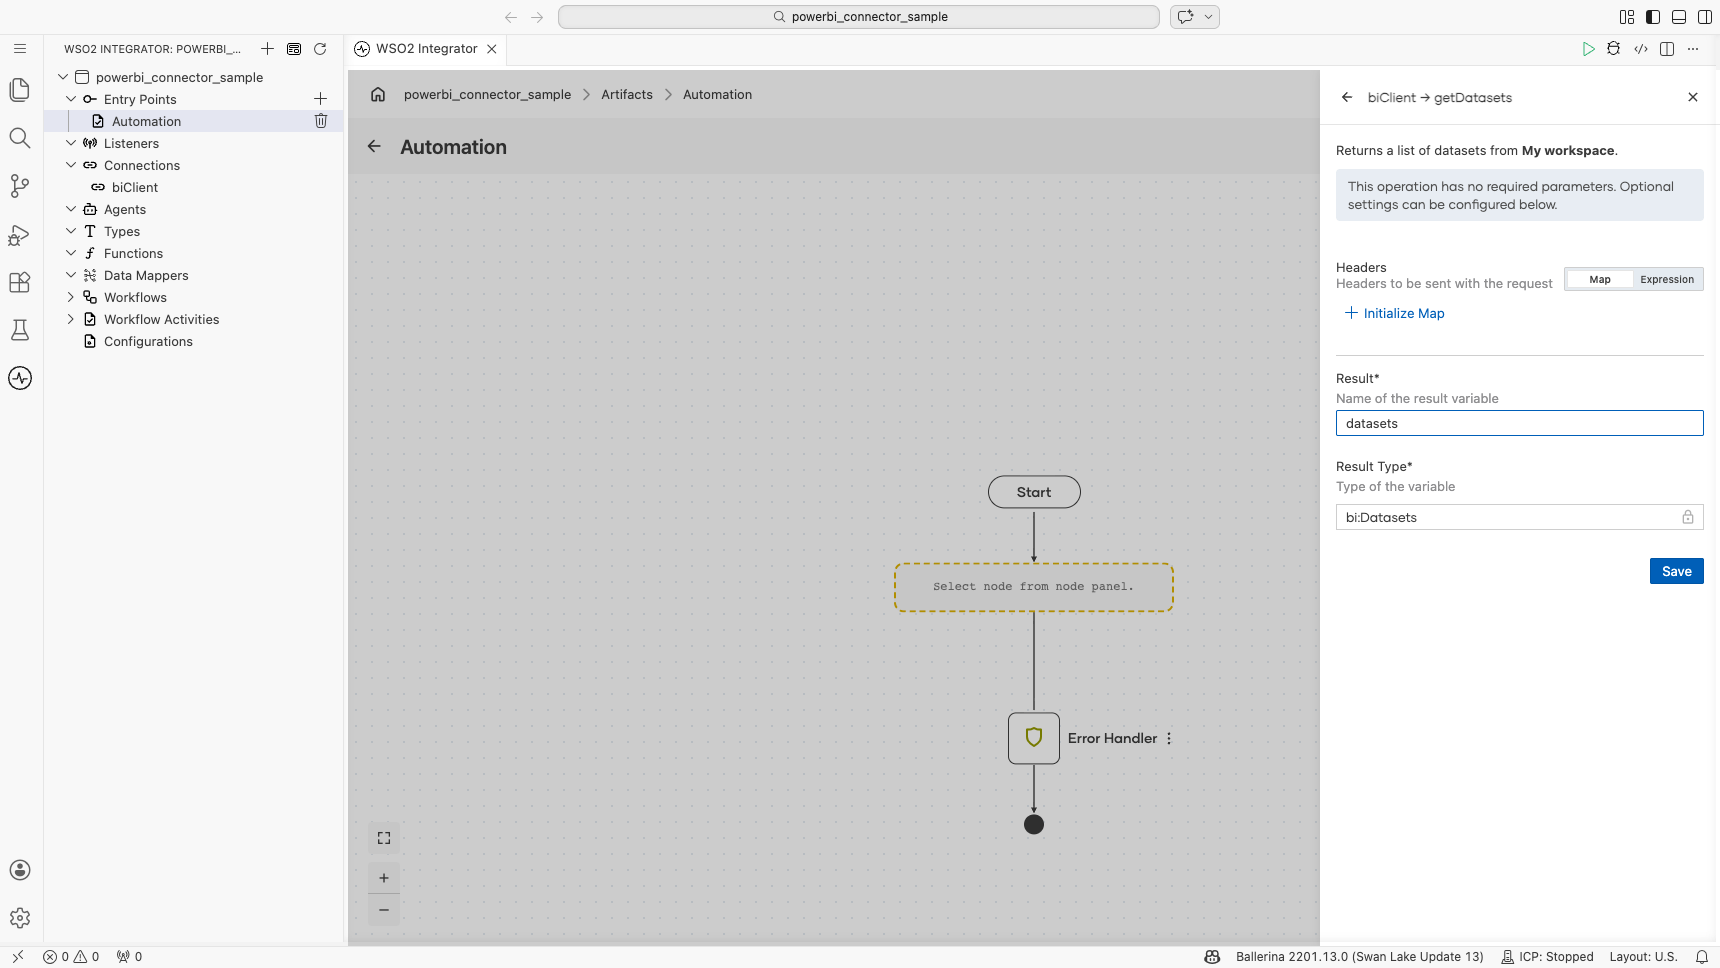 powerbi_connector_sample
WSO2 INTEGRATOR: POWERBI_...
WSO2 Integrator
powerbi_connector_sample
Entry Points
Automation
Listeners
Connections
biClient
Agents
Types
Functions
Data Mappers
Workflows
Workflow Activities
Configurations
powerbi_connector_sample > Artifacts > Automation
Automation
Start
Select node from node panel.
Error Handler
biClient → getDatasets
Returns a list of datasets from My workspace.
This operation has no required parameters. Optional
settings can be configured below.
Headers
Headers to be sent with the request
Map Expression
Initialize Map
Result*
Name of the result variable
datasets
Result Type*
Type of the variable
bi:Datasets
Save
0 0 0
Ballerina 2201.13.0 (Swan Lake Update 13) ICP: Stopped Layout: U.S.